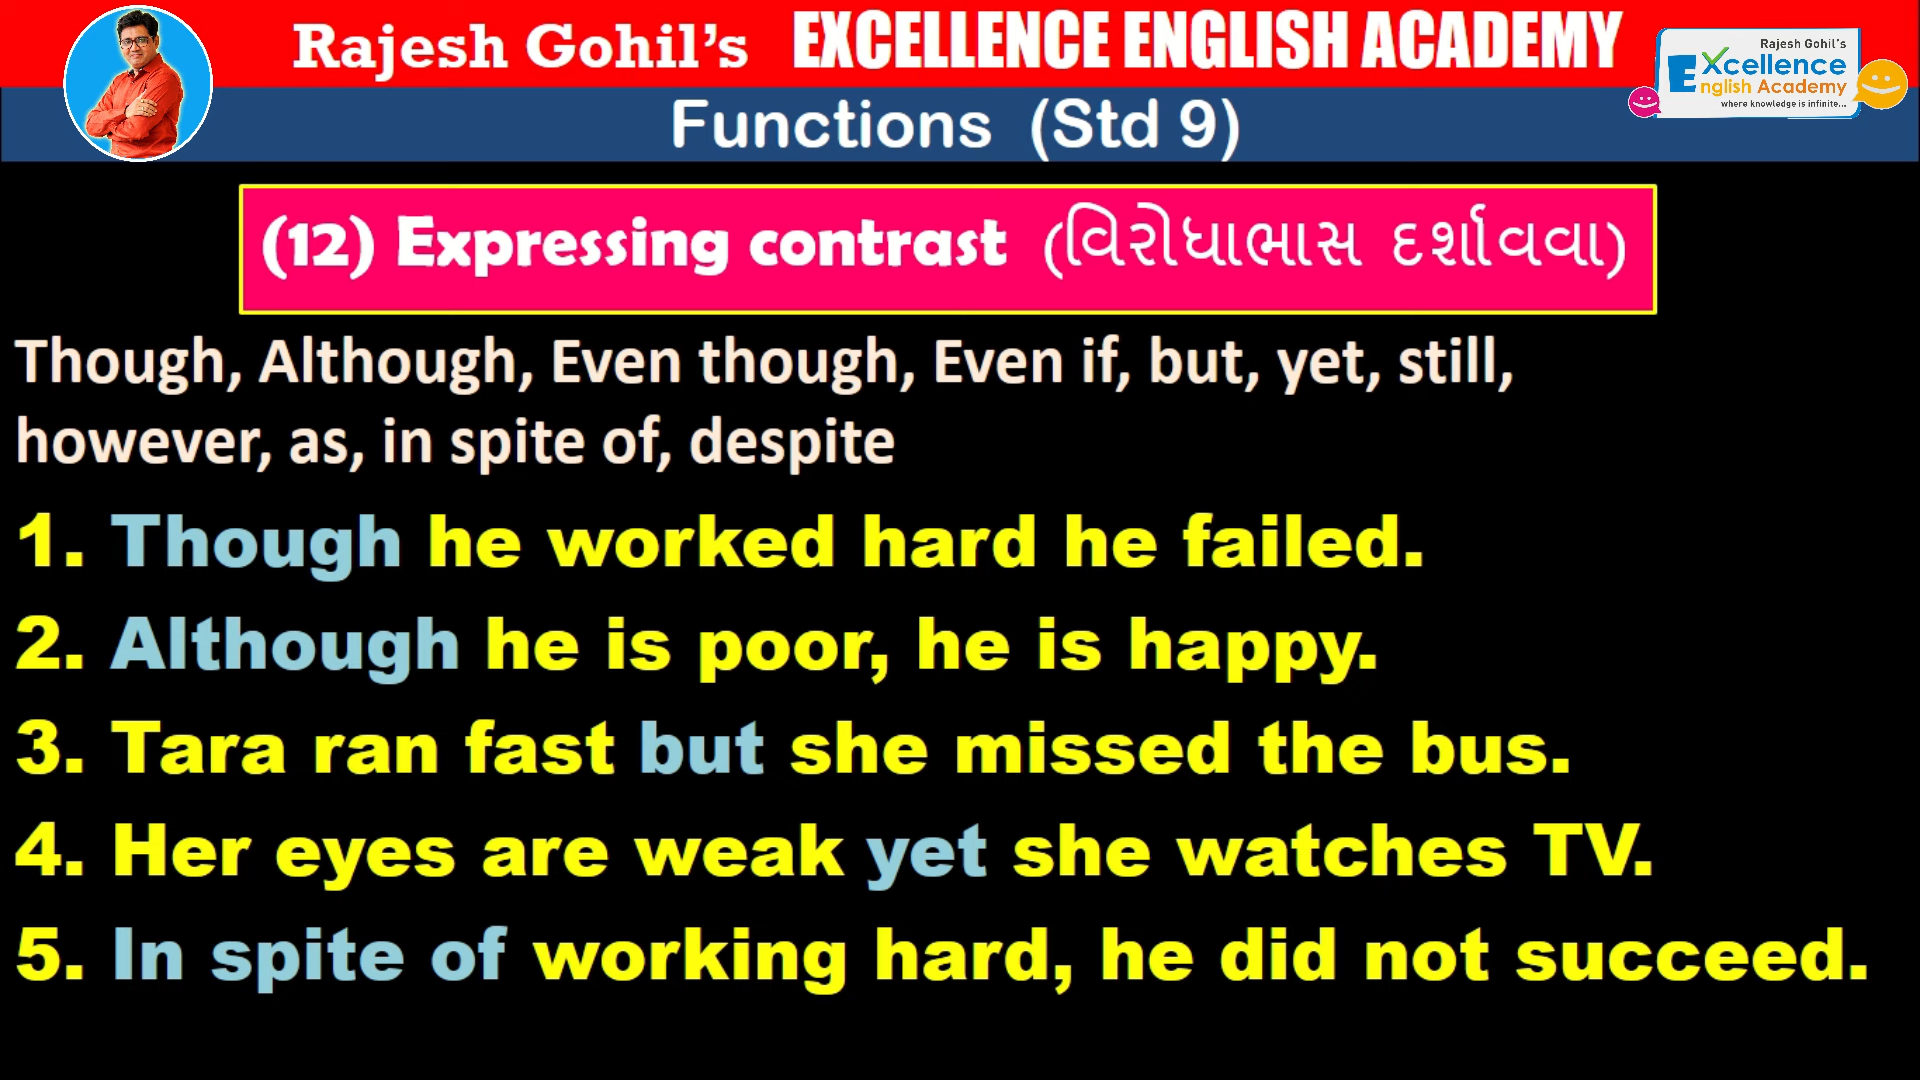 Rajesh Gohil's EXCELLENCE ENGLISH ACADEMY
Rajesh Gohil's
Excellence
English Academy
where knowledge is infinite...
Functions (Std 9)
(12) Expressing contrast (વિરોધાભાસ દર્શાવવા)
Though, Although, Even though, Even if, but, yet, still,
however, as, in spite of, despite
1. Though he worked hard he failed.
2. Although he is poor, he is happy.
3. Tara ran fast but she missed the bus.
4. Her eyes are weak yet she watches TV.
5. In spite of working hard, he did not succeed.